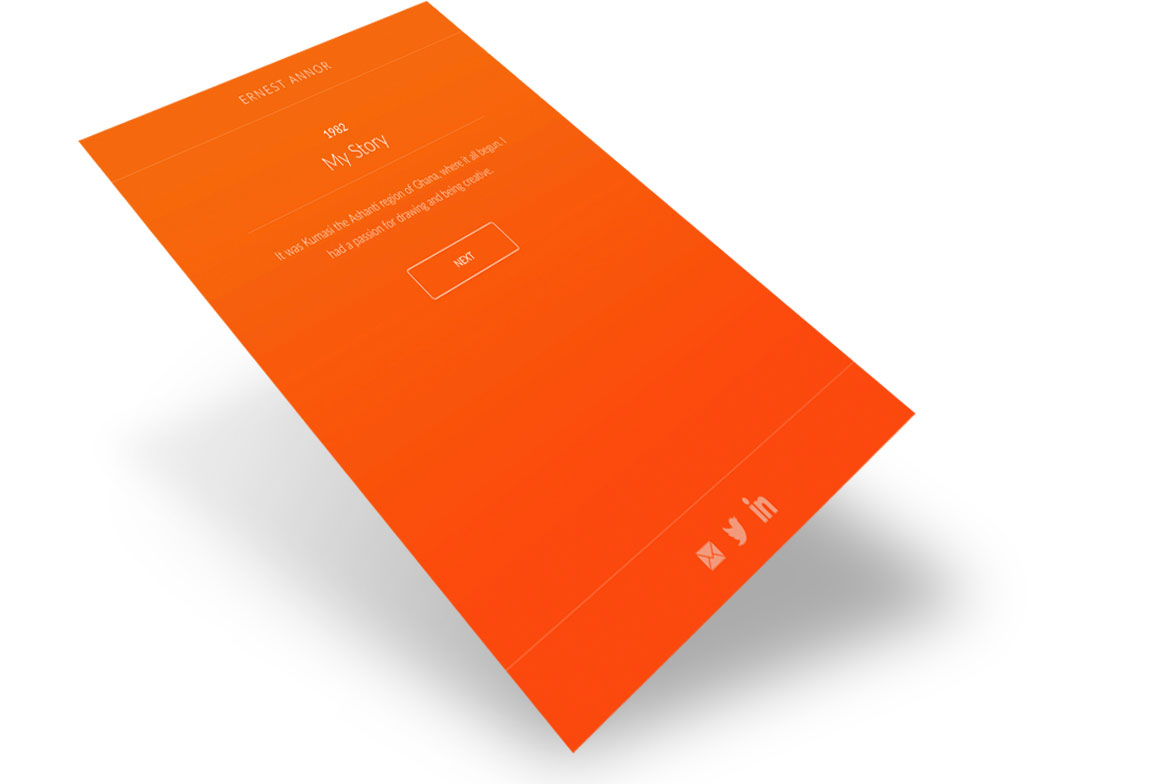 ERNEST ANNOR
1982
My Story
It was Kumasi the Ashanti region of Ghana, where it all begun. I
had a passion for drawing and being creative.
NEXT
in